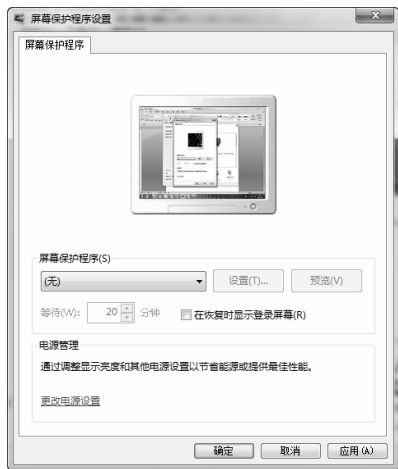 屏幕保护程序设置
屏幕保护程序
屏幕保护程序(S)
(无)
设置(T)...
预览(V)
等待(W):
20
分钟
在恢复时显示登录屏幕(R)
电源管理
通过调整显示亮度和其他电源设置以节省能源或提供最佳性能。
更改电源设置
确定
取消
应用(A)